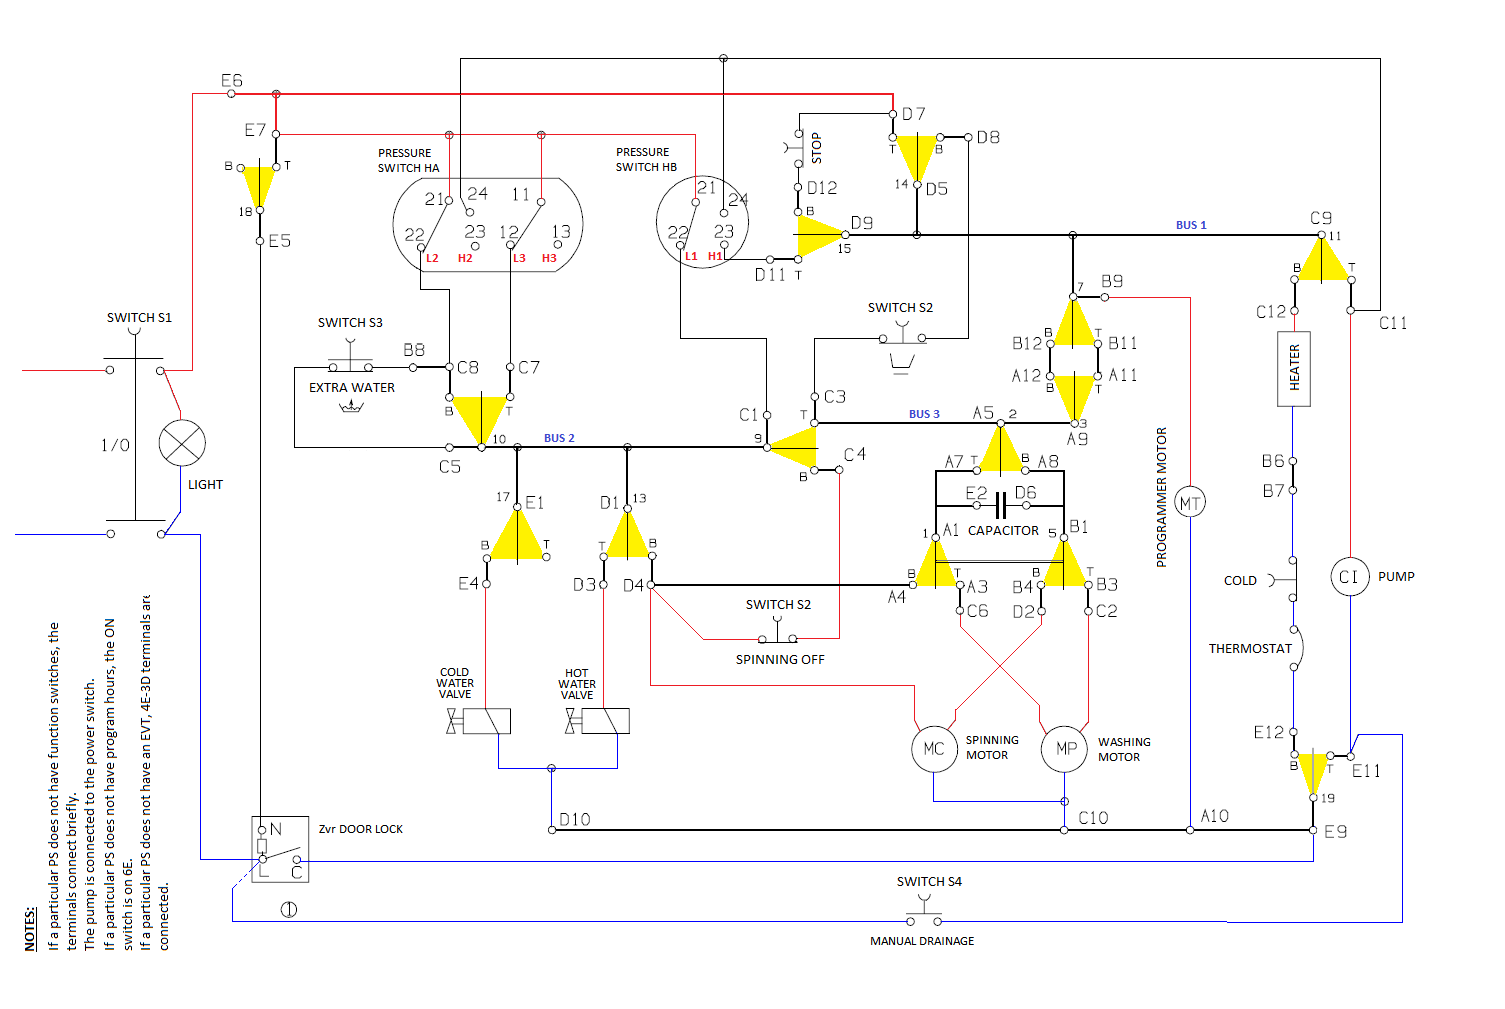 E6
E7
B
T
18
E5
PRESSURE
SWITCH HA
21
24
11
22
23
12
13
L2
H2
L3
H3
PRESSURE
SWITCH HB
21
24
22
23
L1
H1
STOP
D7
T
B
D8
14
D5
D12
B
D9
15
D11
T
BUS 1
C9
11
B
T
C12
C11
HEATER
7
B9
B
T
B12
B11
A12
A11
B
T
3
A9
SWITCH S1
1/0
LIGHT
SWITCH S3
EXTRA WATER
B8
C8
C7
B
T
10
C5
BUS 2
SWITCH S2
C3
T
C1
9
B
C4
BUS 3
A5
2
A7
T
B
A8
E2
D6
CAPACITOR
1
A1
5
B1
B
T
B
T
A4
A3
B4
B3
C6
D2
C2
17
E1
B
T
E4
D1
13
T
B
D3
D4
SWITCH S2
SPINNING OFF
COLD
WATER
VALVE
HOT
WATER
VALVE
MC
SPINNING
MOTOR
MP
WASHING
MOTOR
PROGRAMMER MOTOR
MT
B6
B7
COLD
THERMOSTAT
CI
PUMP
E12
B
T
E11
19
E9
D10
C10
A10
N
L
C
Zvr DOOR LOCK
1
SWITCH S4
MANUAL DRAINAGE
NOTES:
If a particular PS does not have function switches, the
terminals connect briefly.
The pump is connected to the power switch.
If a particular PS does not have program hours, the ON
switch is on 6E.
If a particular PS does not have an EVT, 4E-3D terminals are
connected.